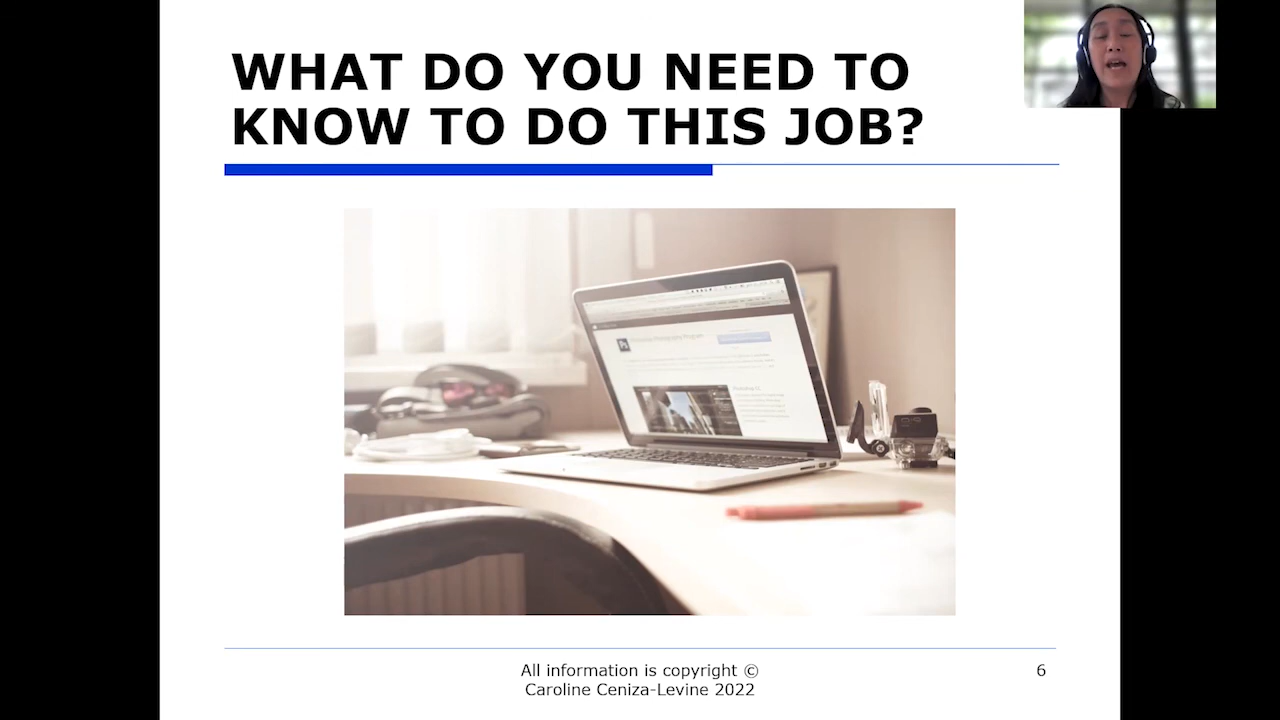 WHAT DO YOU NEED TO
KNOW TO DO THIS JOB?
All information is copyright ©
Caroline Ceniza-Levine 2022
6